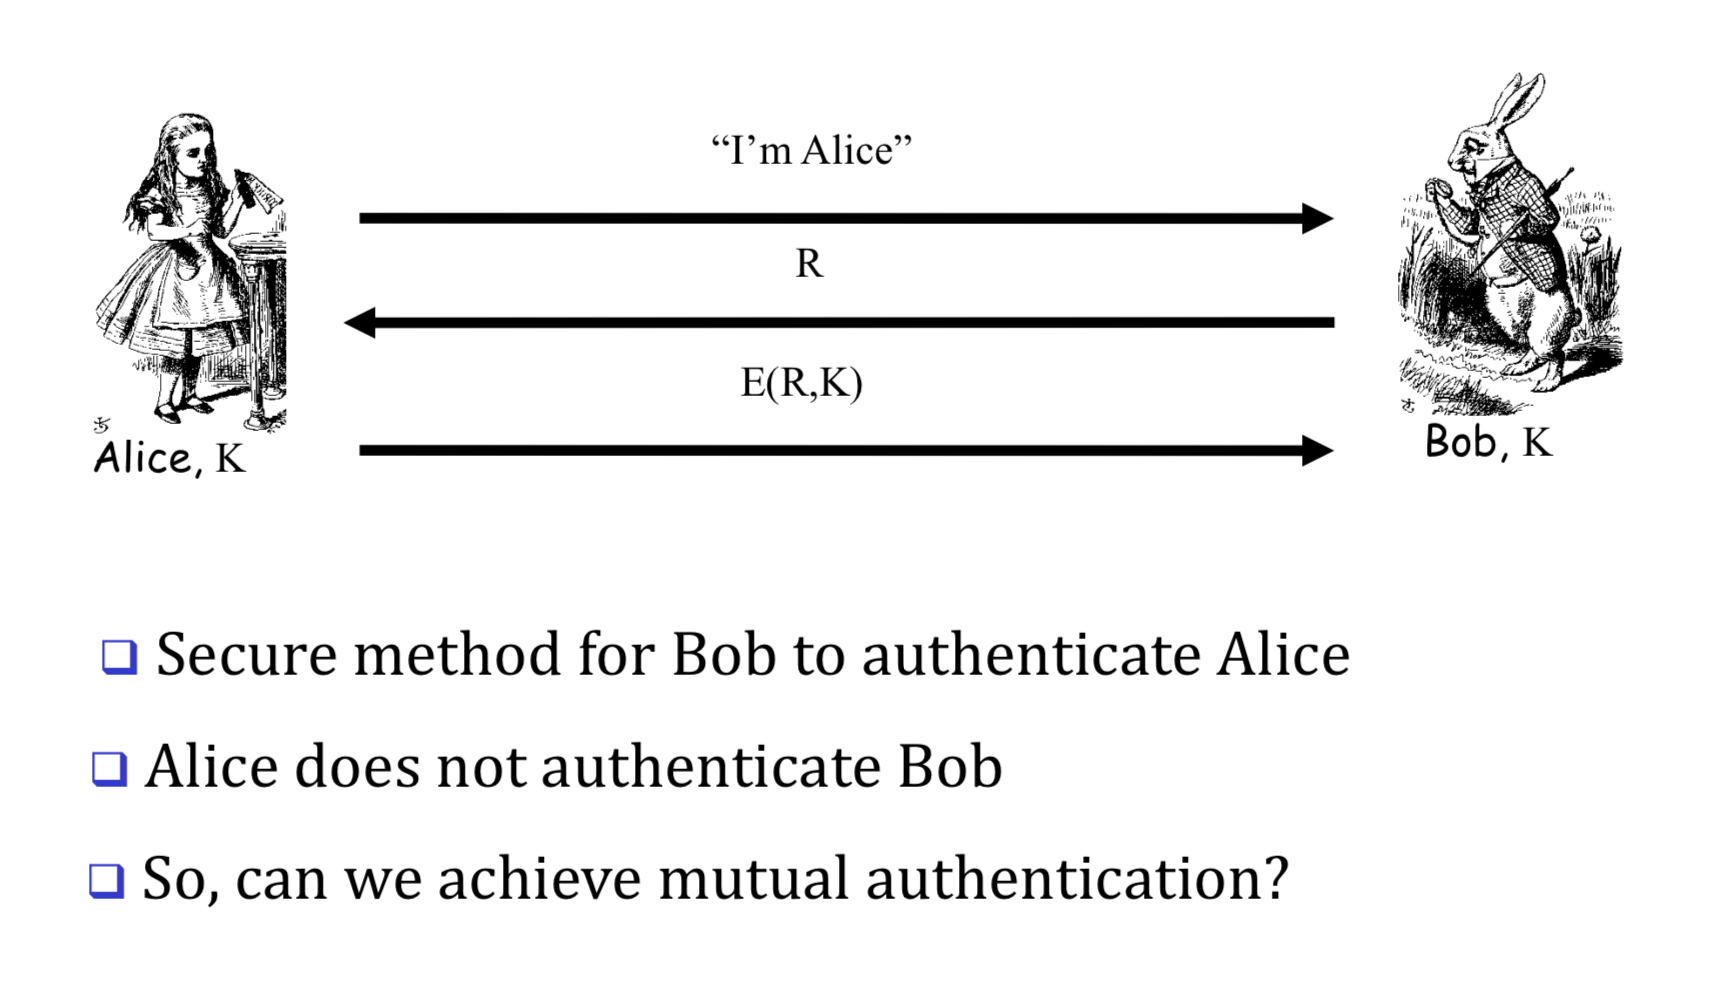 “I’m Alice”
R
E(R,K)
Alice, K
Bob, K
Secure method for Bob to authenticate Alice
Alice does not authenticate Bob
So, can we achieve mutual authentication?